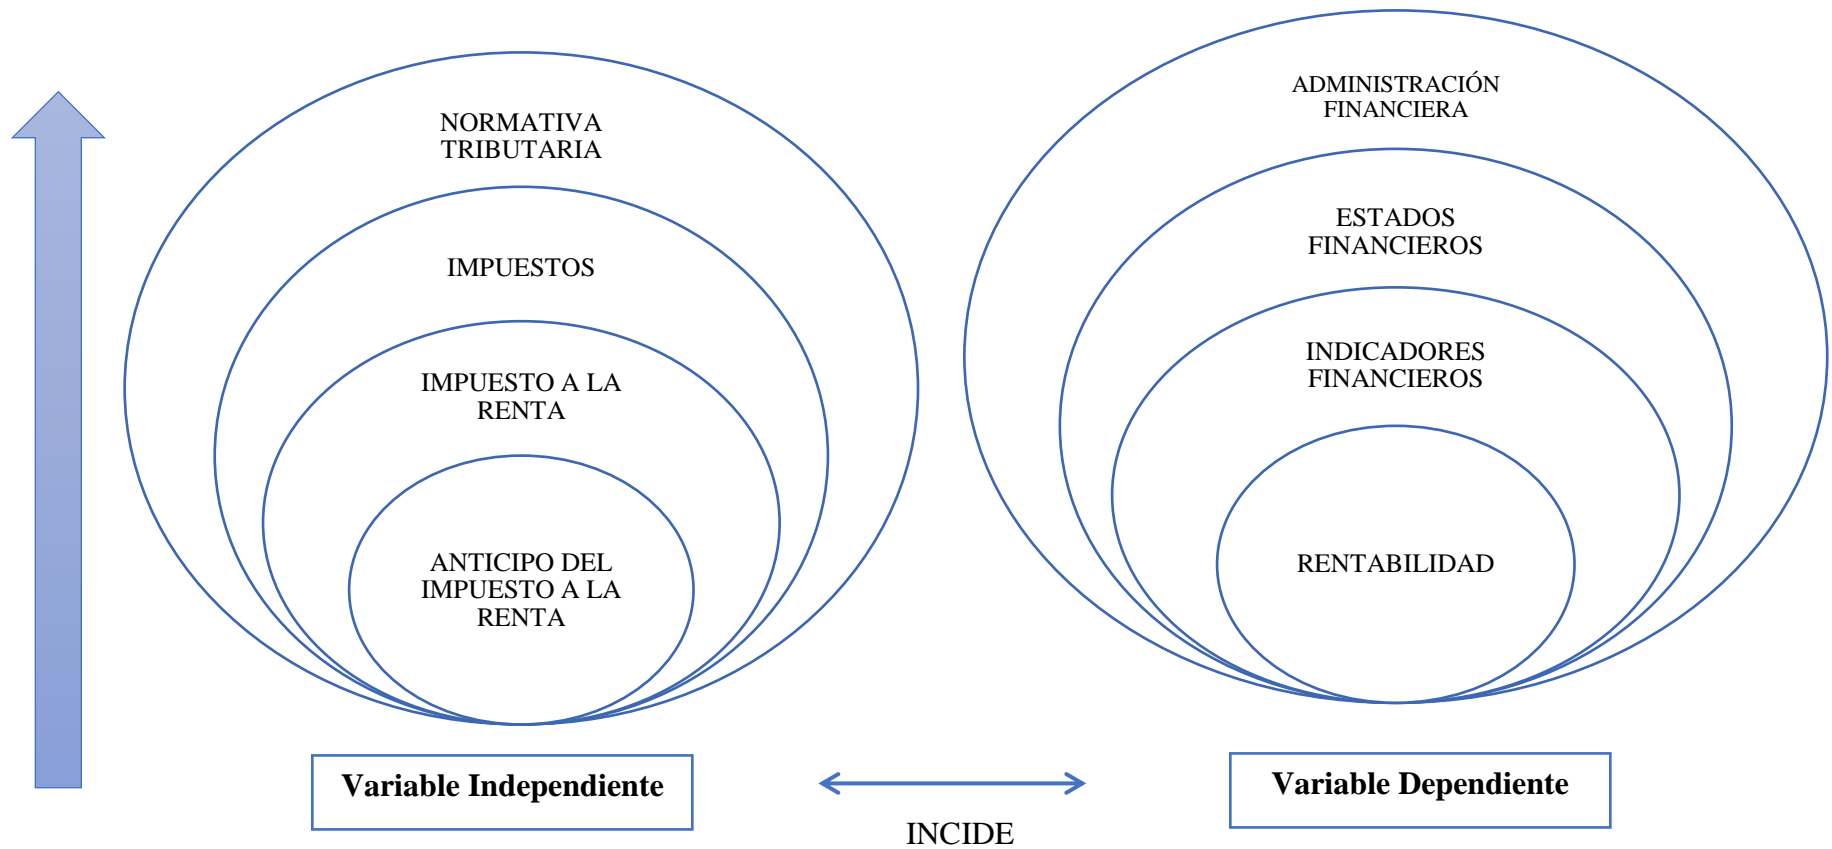 NORMATIVA
TRIBUTARIA
IMPUESTOS
IMPUESTO A LA
RENTA
ANTICIPO DEL
IMPUESTO A LA
RENTA
Variable Independiente
ADMINISTRACIÓN
FINANCIERA
ESTADOS
FINANCIEROS
INDICADORES
FINANCIEROS
RENTABILIDAD
Variable Dependiente
INCIDE